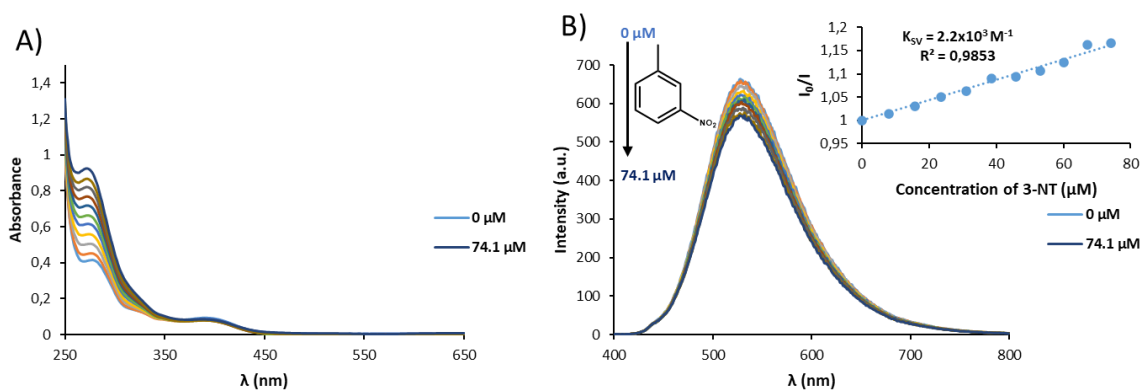 A)
1,4
1,2
1
0,8
0,6
0,4
0,2
0
Absorbance
250
350
450
550
650
λ (nm)
0 µM
74.1 µM
B)
700
600
500
400
300
200
100
0
Intensity (a.u.)
400
500
600
700
800
λ (nm)
0 µM
74.1 µM
NO₂
1,2
1,15
1,1
1,05
1
0,95
I₀/I
K_SV = 2.2x10³ M⁻¹
R² = 0,9853
0
20
40
60
80
Concentration of 3-NT (µM)
0 µM
74.1 µM